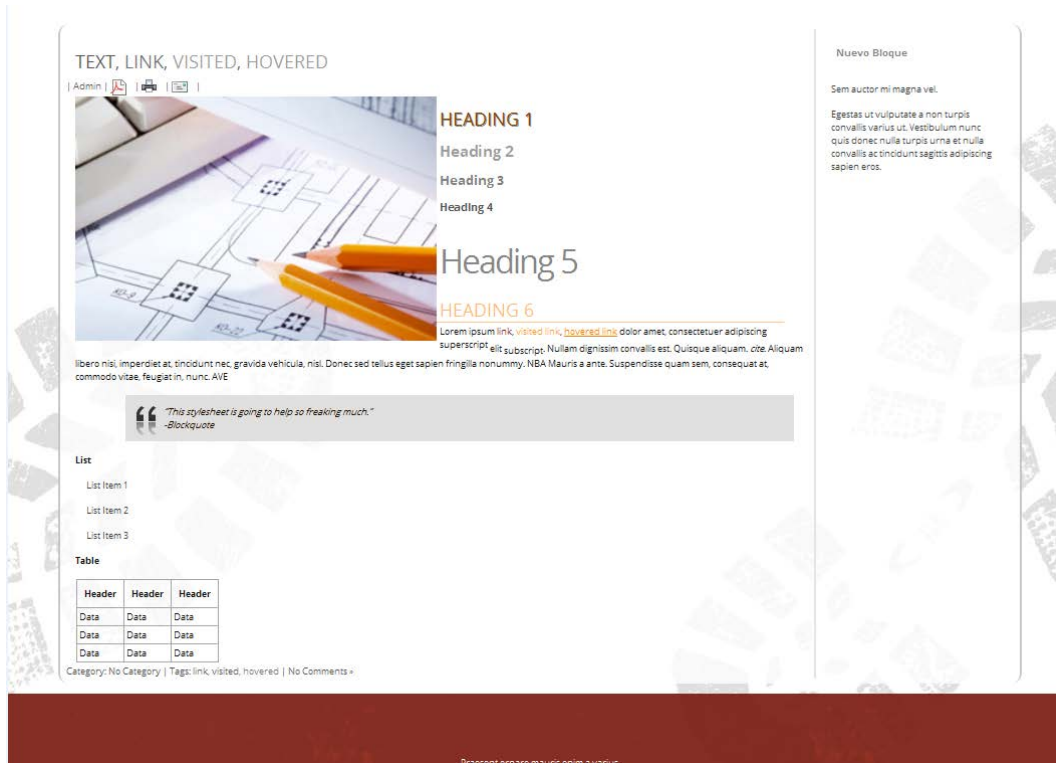 TEXT, LINK, VISITED, HOVERED
| Admin | | | |
HEADING 1
Heading 2
Heading 3
Heading 4
Heading 5
HEADING 6
Lorem ipsum link, visited link, hovered link dolor amet, consectetuer adipiscing
superscript elit subscript. Nullam dignissim convallis est. Quisque aliquam. cite. Aliquam
libero nisi, imperdiet at, tincidunt nec, gravida vehicula, nisl. Donec sed tellus eget sapien fringilla nonummy. NBA Mauris a ante. Suspendisse quam sem, consequat at,
commodo vitae, feugiat in, nunc. AVE
"This stylesheet is going to help so freaking much."
-Blockquote
List
List Item 1
List Item 2
List Item 3
Table
Header Header Header
Data Data Data
Data Data Data
Data Data Data
Category: No Category | Tags: link, visited, hovered | No Comments »
Nuevo Bloque
Sem auctor mi magna vel.
Egestas ut vulputate a non turpis
convallis varius ut. Vestibulum nunc
quis donec nulla turpis urna et nulla
convallis ac tincidunt sagittis adipiscing
sapien eros.
Praesent ornare mauris enim a varius